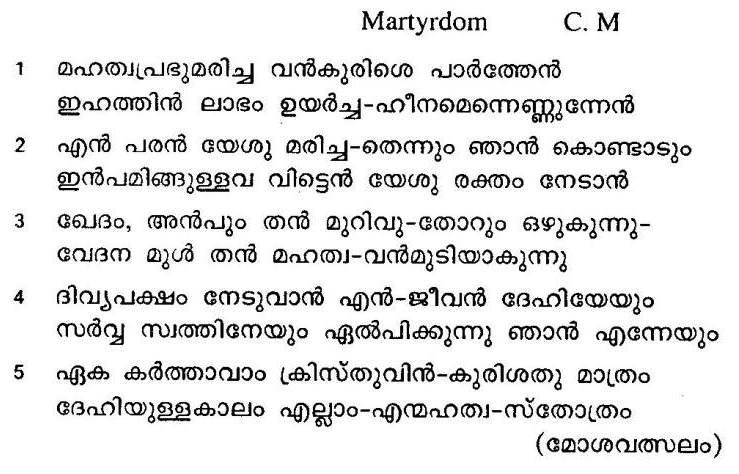 Martyrdom C. M
1 മഹത്വപ്രഭുമരിച്ച വൻകുരിശെ പാർത്തേൻ
ഇഹത്തിൻ ലാഭം ഉയർച്ച-ഹീനമെന്നെണ്ണുന്നേൻ
2 എൻ പരൻ യേശു മരിച്ച-തെന്നും ഞാൻ കൊണ്ടാടും
ഇൻപമിങ്ങുള്ളവ വിട്ടെൻ യേശു രക്തം നേടാൻ
3 ഖേദം, അൻപും തൻ മുറിവു-തോറും ഒഴുകുന്നു-
വേദന മുൾ തൻ മഹത്വ-വൻമുടിയാകുന്നു
4 ദിവ്യപക്ഷം നേടുവാൻ എൻ-ജീവൻ ദേഹിയേയും
സർവ്വ സ്വത്തിനേയും ഏൽപിക്കുന്നു ഞാൻ എന്നേയും
5 ഏക കർത്താവാം ക്രിസ്തുവിൻ-കുരിശതു മാത്രം
ദേഹിയുള്ളകാലം എല്ലാം-എന്മഹത്വ-സ്തോത്രം
(മോശവത്സലം)